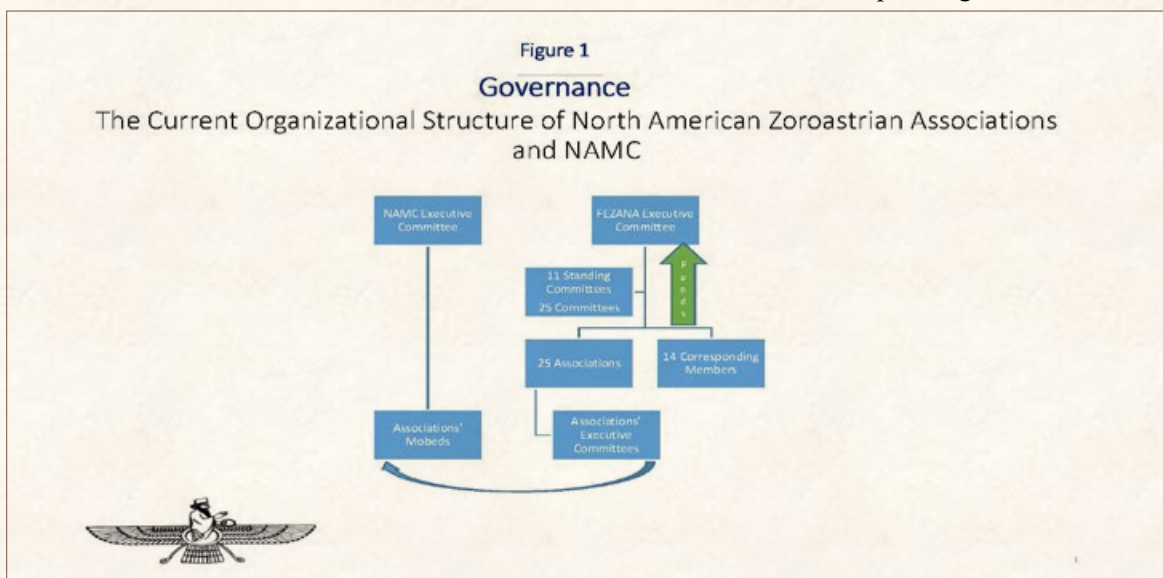 Figure 1
Governance
The Current Organizational Structure of North American Zoroastrian Associations
and NAMC
NAMC Executive
Committee
FEZANA Executive
Committee
11 Standing
Committees
25 Committees
Funds
25 Associations
14 Corresponding
Members
Associations'
Mobeds
Associations'
Executive
Committees